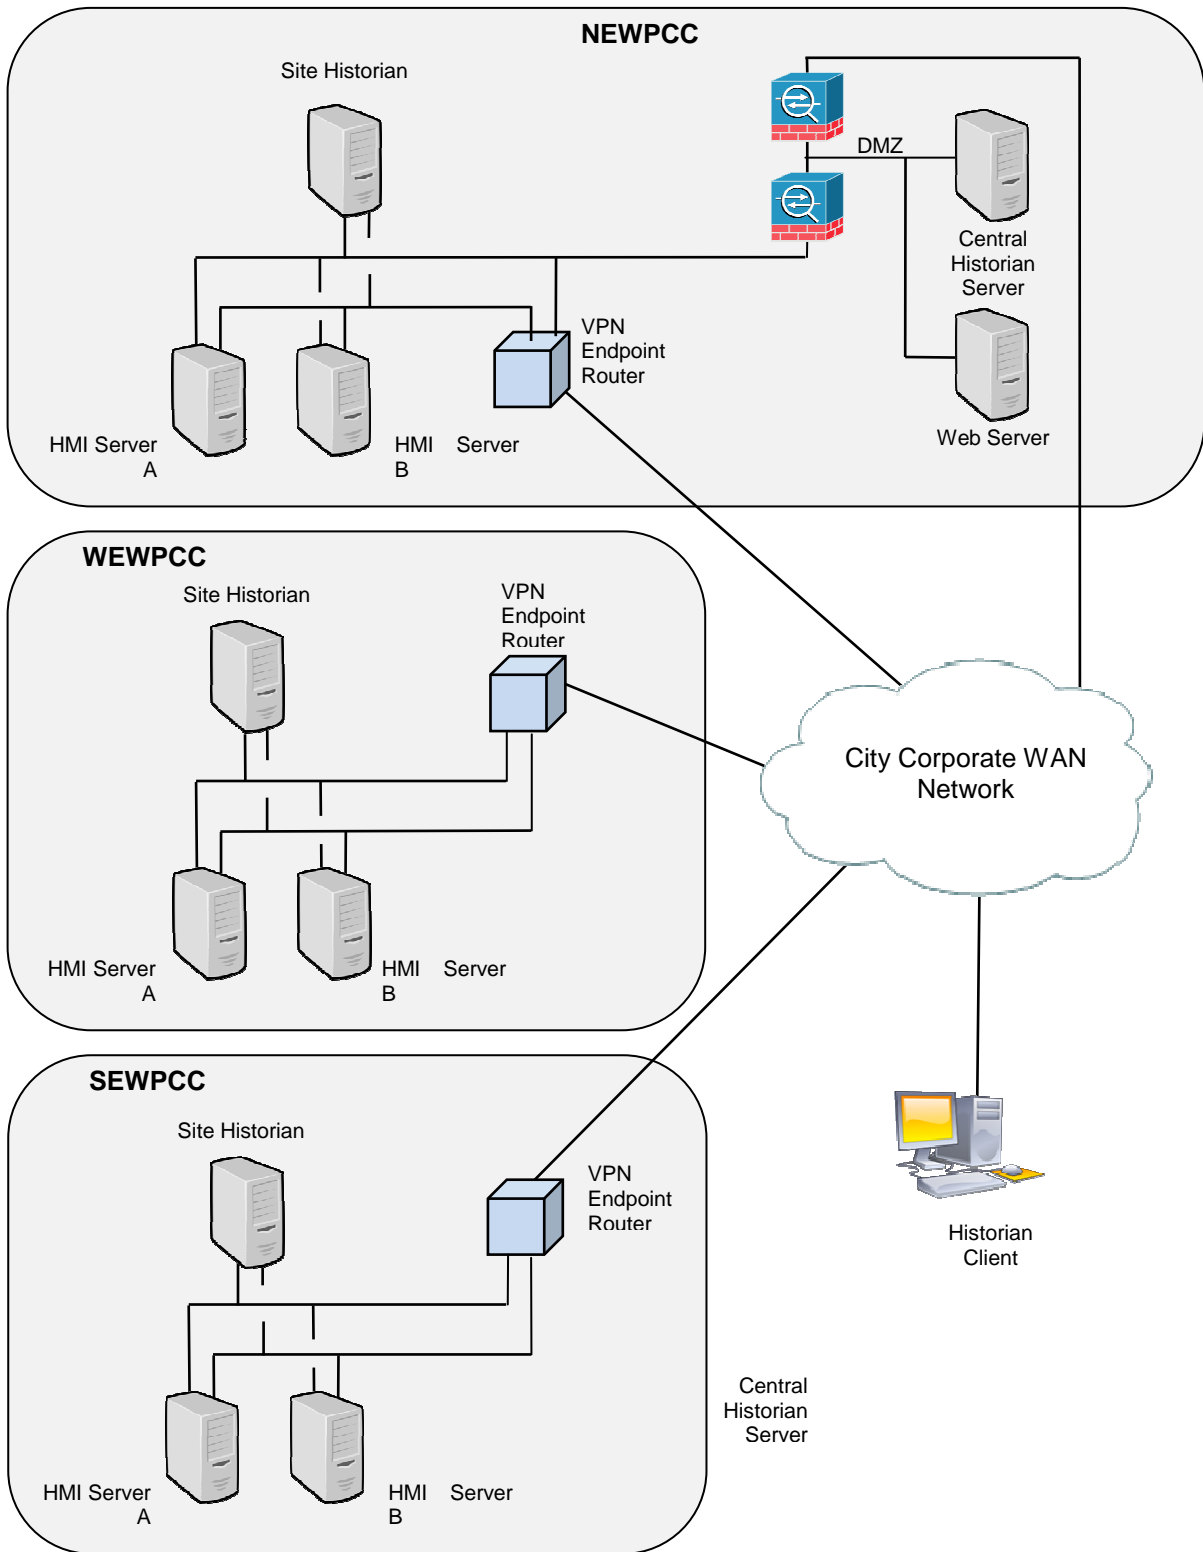 NEWPCC
Site Historian
DMZ
Central
Historian
Server
VPN
Endpoint
Router
HMI Server
A
HMI Server
B
Web Server
WEWPCC
Site Historian
VPN
Endpoint
Router
HMI Server
A
HMI Server
B
City Corporate WAN
Network
SEWPCC
Site Historian
VPN
Endpoint
Router
HMI Server
A
HMI Server
B
Historian
Client
Central
Historian
Server